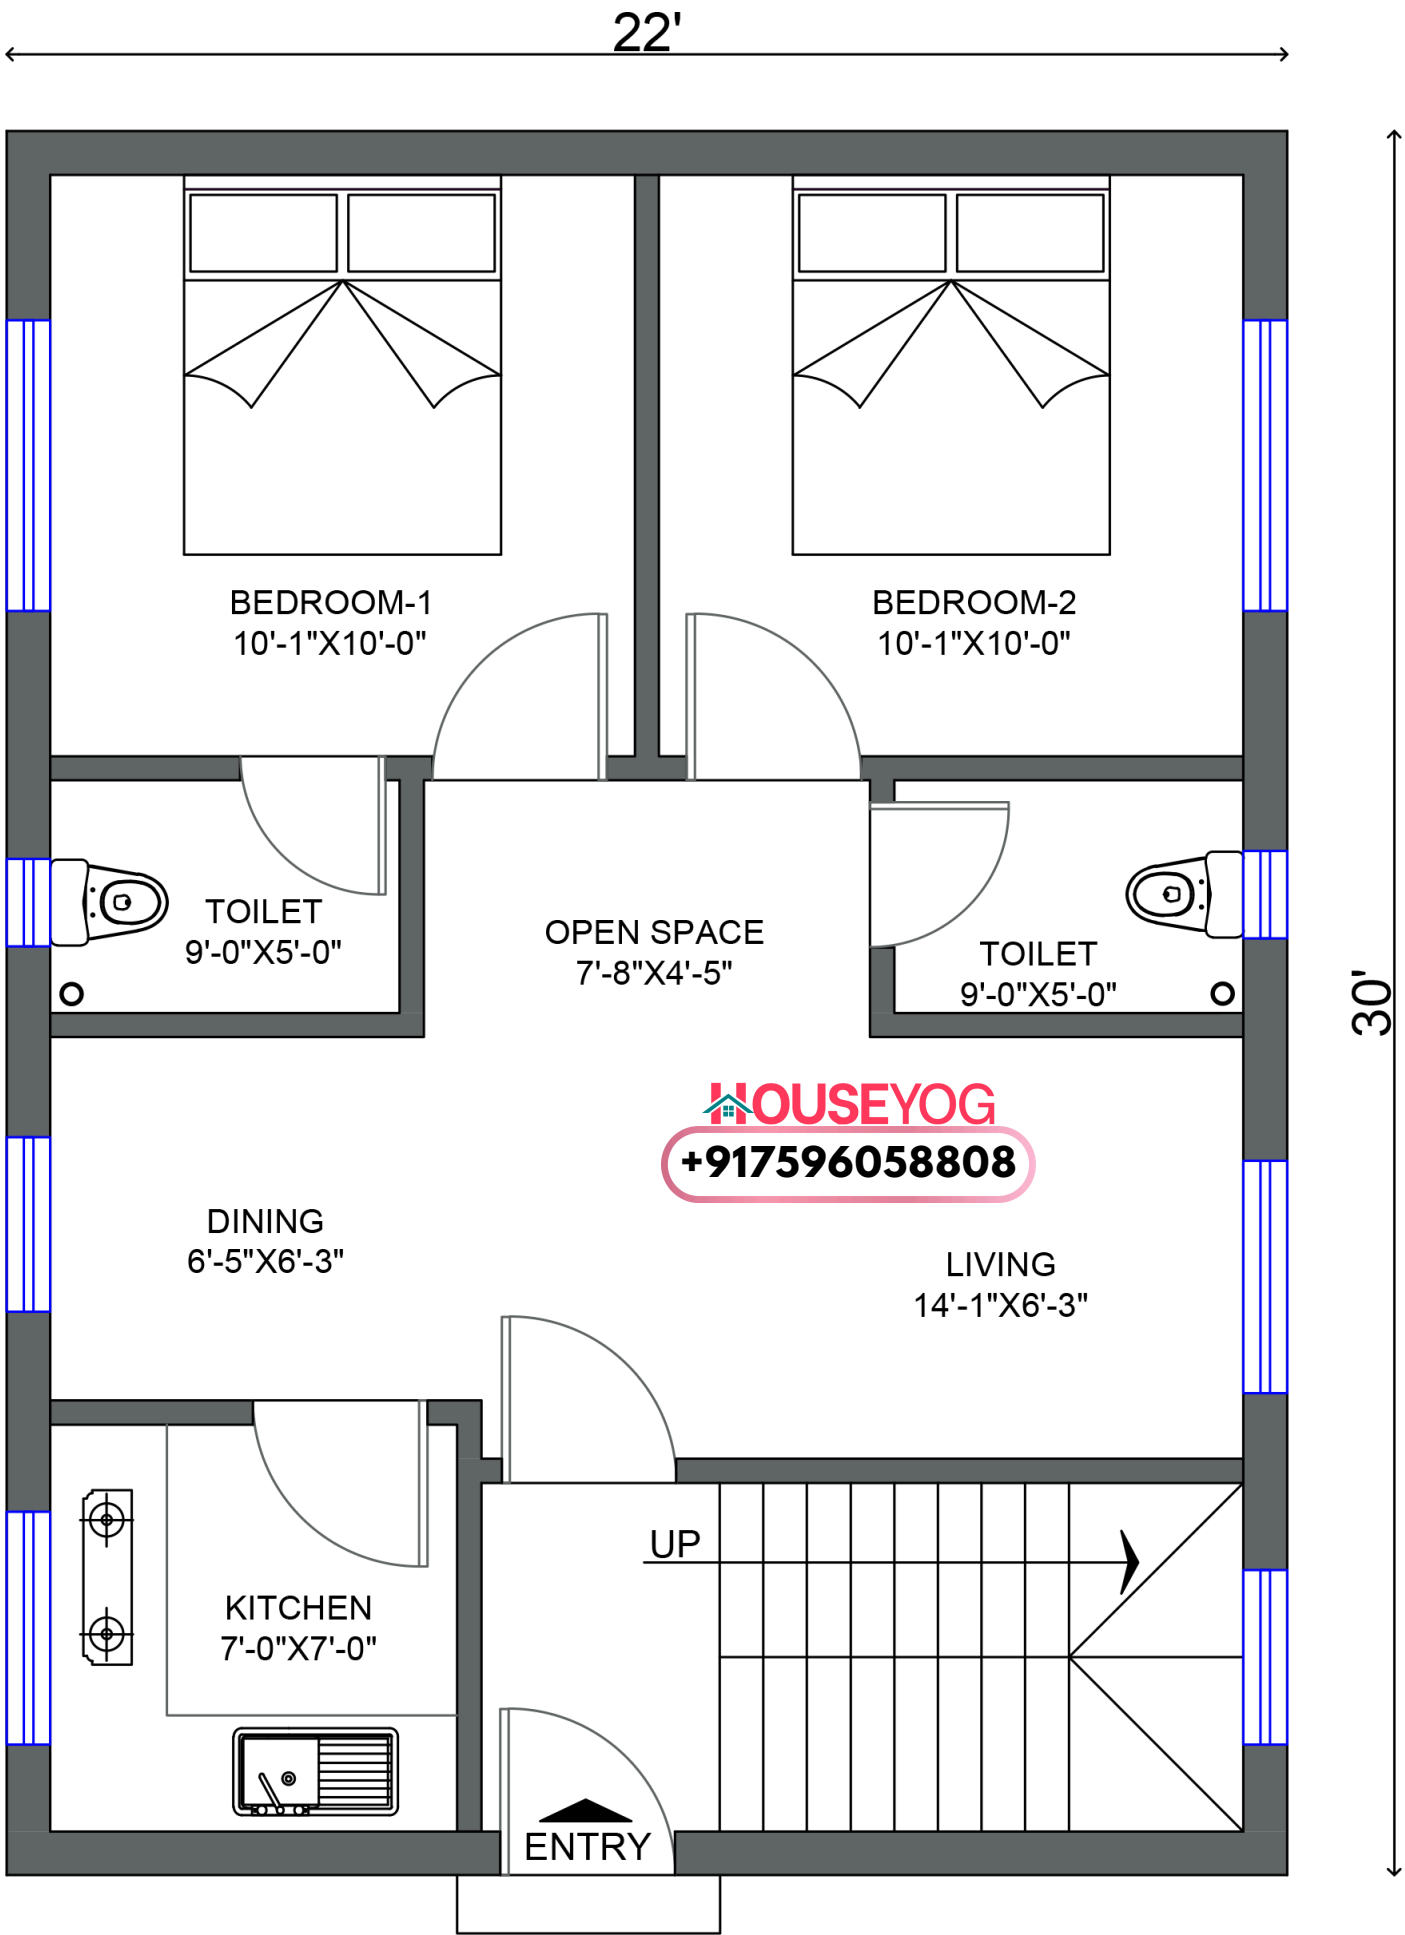 22'
BEDROOM-1
10'-1"X10'-0"
BEDROOM-2
10'-1"X10'-0"
TOILET
9'-0"X5'-0"
OPEN SPACE
7'-8"X4'-5"
TOILET
9'-0"X5'-0"
30'
HOUSEYOG
+917596058808
DINING
6'-5"X6'-3"
LIVING
14'-1"X6'-3"
UP
KITCHEN
7'-0"X7'-0"
ENTRY